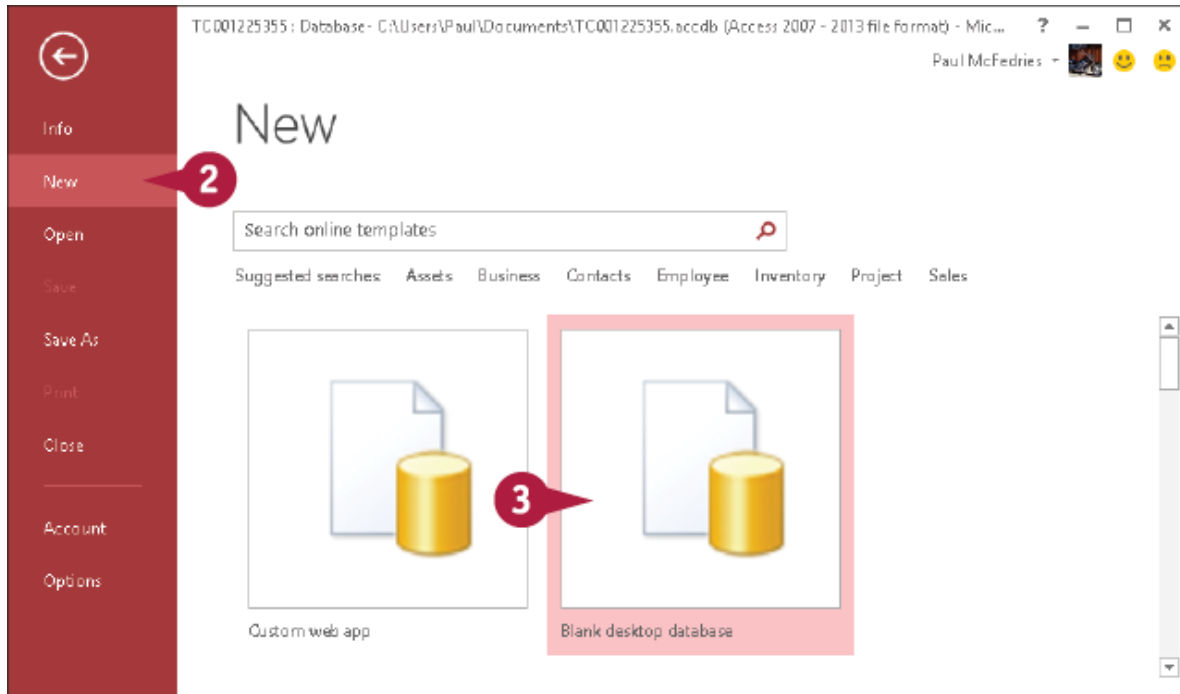 TC001225355 : Database- C:\Users\Paul\Documents\TC001225355.accdb (Access 2007 - 2013 file format) - Mic... ?
Paul McFedries
Info
New
Open
Save
Save As
Print
Close
Account
Options
New
2
Search online templates
Suggested searches: Assets Business Contacts Employee Inventory Project Sales
3
Custom web app
Blank desktop database